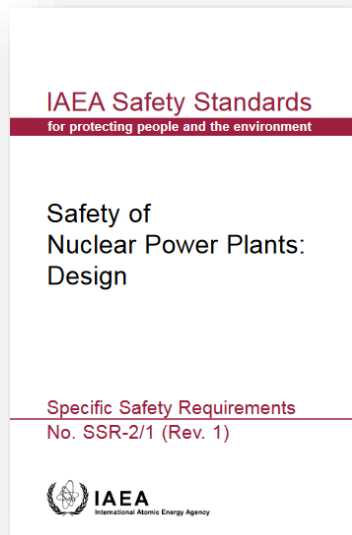 IAEA Safety Standards
for protecting people and the environment
Safety of
Nuclear Power Plants:
Design
Specific Safety Requirements
No. SSR-2/1 (Rev. 1)
IAEA
International Atomic Energy Agency